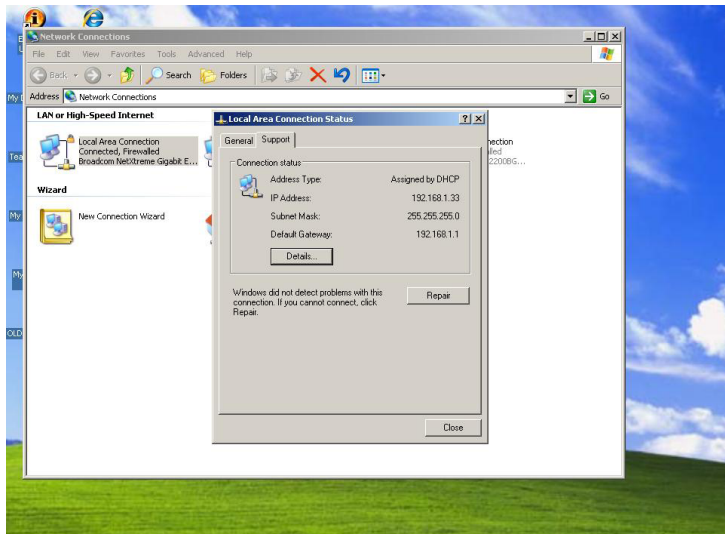 Network Connections
File Edit View Favorites Tools Advanced Help
Back Search Folders
Address Network Connections Go
LAN or High-Speed Internet
Local Area Connection
Connected, Firewalled
Broadcom NetXtreme Gigabit E...
Wizard
New Connection Wizard
Local Area Connection Status
General Support
Connection status
Address Type: Assigned by DHCP
IP Address: 192.168.1.33
Subnet Mask: 255.255.255.0
Default Gateway: 192.168.1.1
Details...
Windows did not detect problems with this
connection. If you cannot connect, click
Repair.
Repair
Close
My
Tea
My
My
OLD